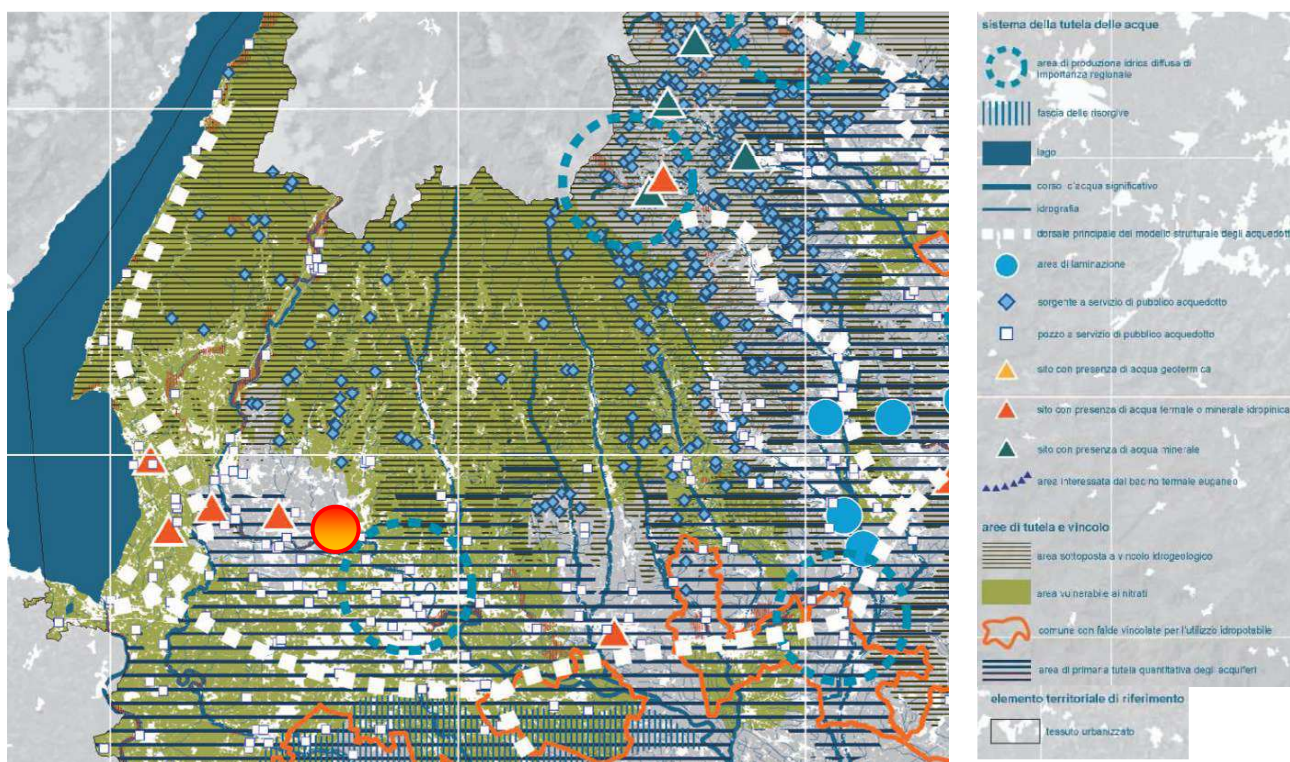 sistema della tutela delle acque
area di produzione idrica diffusa di
importanza regionale
fascia delle risorgive
lago
corso d'acqua significativo
idrografia
dorsale principale del modello strutturale degli acquedott
area di laminazione
sorgente a servizio di pubblico acquedotto
pozzo a servizio di pubblico acquedotto
sito con presenza di acqua geotermica
sito con presenza di acqua termale o minerale idropinica
sito con presenza di acqua minerale
area interessata dal bacino termale euganeo
aree di tutela e vincolo
area sottoposta a vincolo idrogeologico
area vulnerabile ai nitrati
comune con falde vincolate per l'utilizzo idropotabile
area di primaria tutela quantitativa degli acquiferi
elemento territoriale di riferimento
tessuto urbanizzato